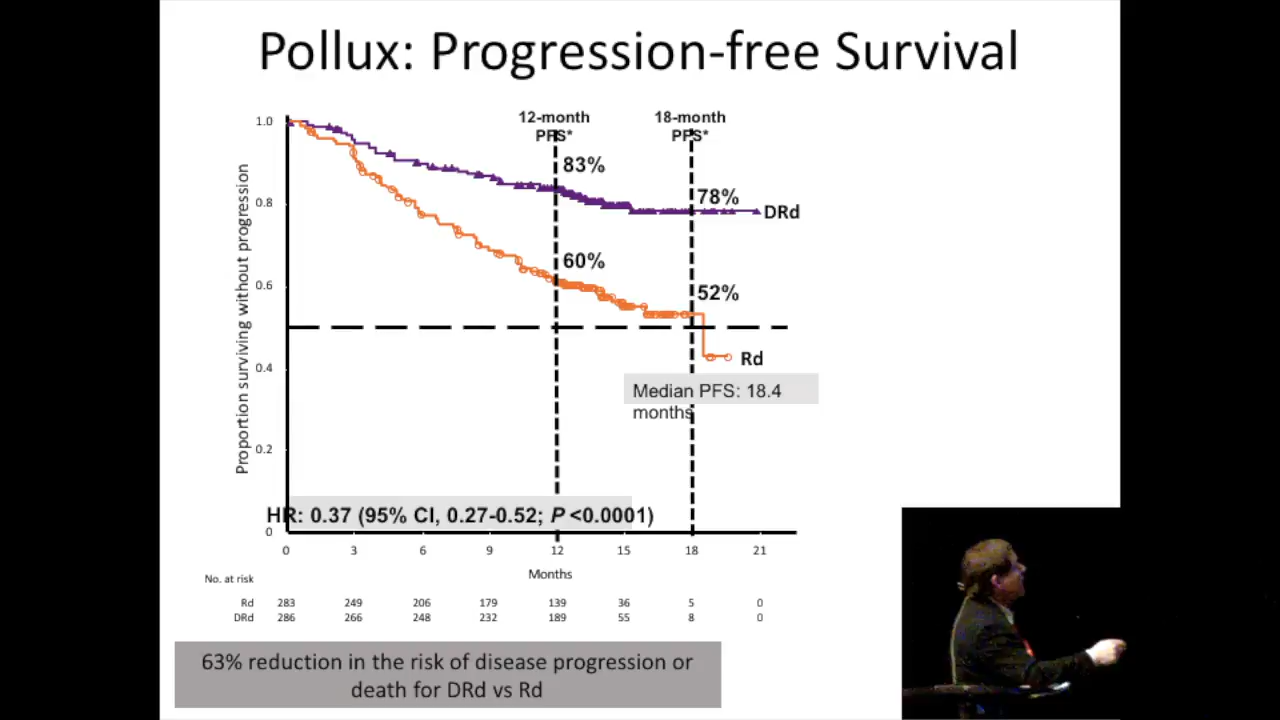 Pollux: Progression-free Survival
12-month
PFS*
18-month
PFS*
1.0
0.8
0.6
0.4
0.2
0
Proportion surviving without progression
83%
78%
DRd
60%
52%
Rd
Median PFS: 18.4
months
HR: 0.37 (95% CI, 0.27-0.52; P <0.0001)
0 3 6 9 12 15 18 21
Months
No. at risk
Rd 283 249 206 179 139 36 5 0
DRd 286 266 248 232 189 55 8 0
63% reduction in the risk of disease progression or
death for DRd vs Rd